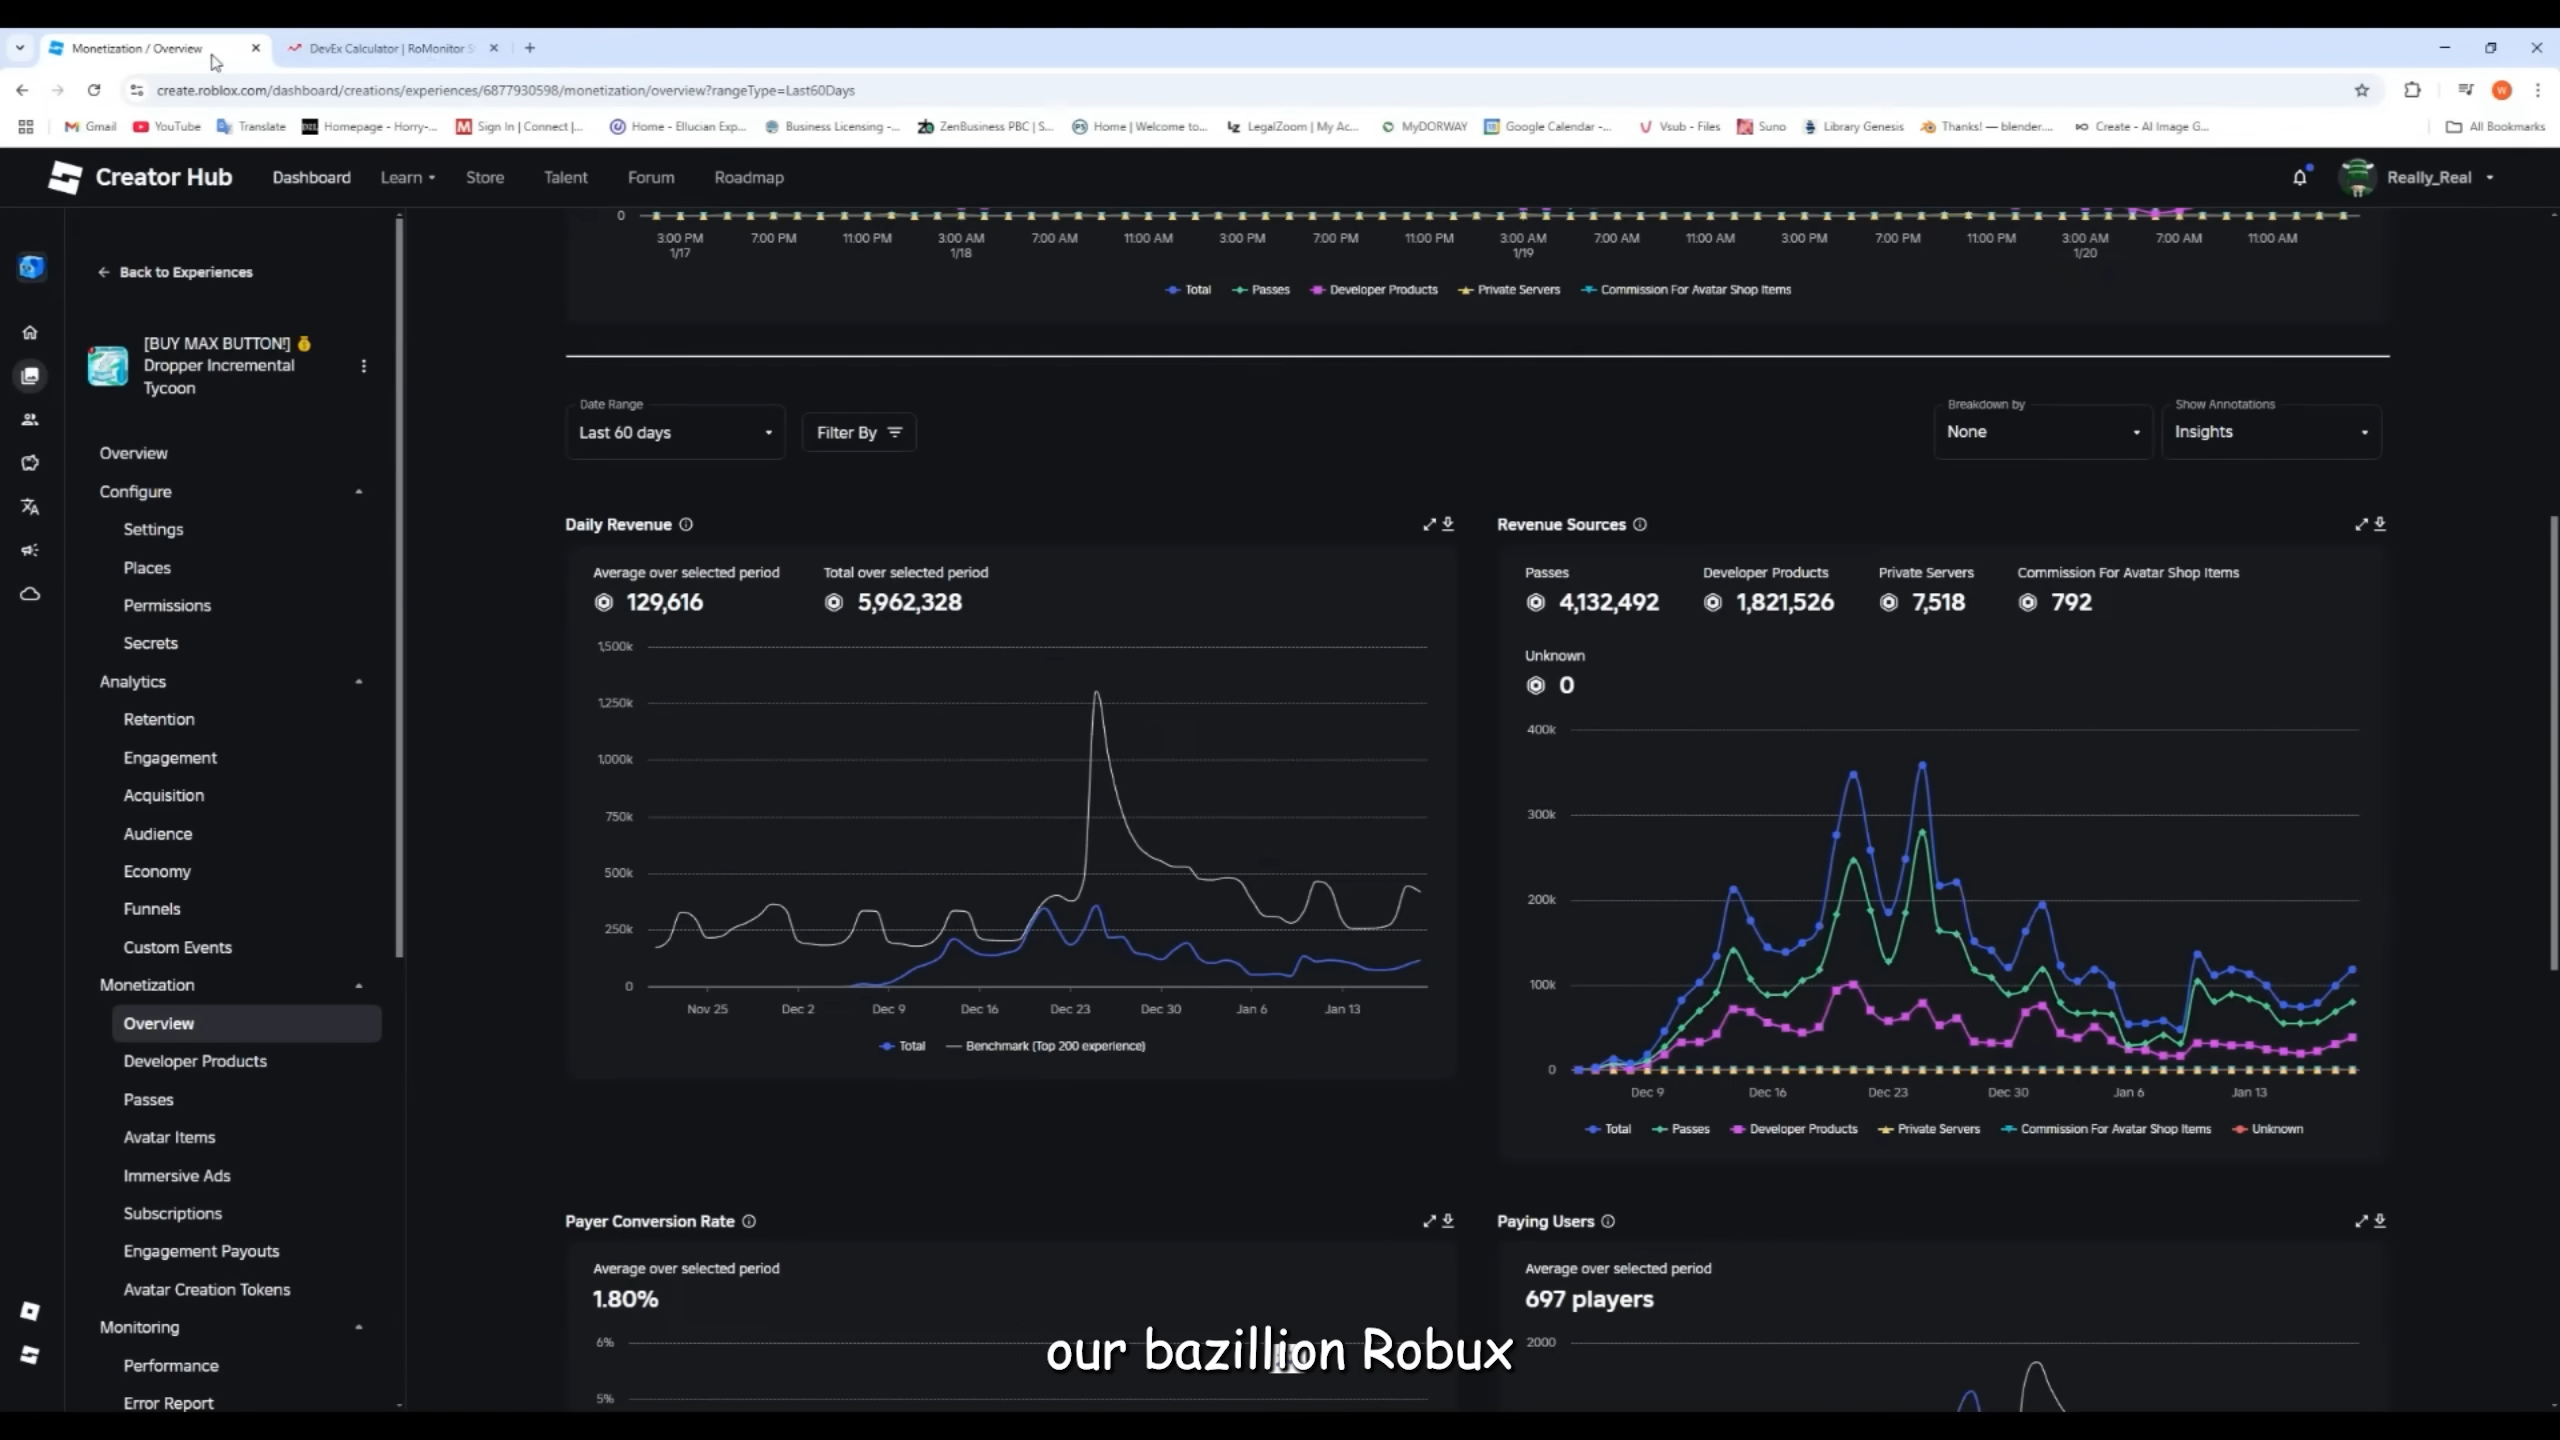 Monetization / Overview
DevEx Calculator | RoMonitor S
create.roblox.com/dashboard/creations/experiences/6877930598/monetization/overview?rangeType=Last60Days
W
Gmail
YouTube
Translate
Homepage - Horry-...
Sign In | Connect |...
Home - Ellucian Exp...
Business Licensing -...
ZenBusiness PBC | S...
Home | Welcome to...
LegalZoom | My Ac...
MyDORWAY
Google Calendar -...
Vsub - Files
Suno
Library Genesis
Thanks! — blender....
Create - AI Image G...
All Bookmarks
Creator Hub
Dashboard
Learn
Store
Talent
Forum
Roadmap
Really_Real
Back to Experiences
[BUY MAX BUTTON!] 💰
Dropper Incremental
Tycoon
Overview
Configure
Settings
Places
Permissions
Secrets
Analytics
Retention
Engagement
Acquisition
Audience
Economy
Funnels
Custom Events
Monetization
Overview
Developer Products
Passes
Avatar Items
Immersive Ads
Subscriptions
Engagement Payouts
Avatar Creation Tokens
Monitoring
Performance
Error Report
0
3:00 PM 7:00 PM 11:00 PM 3:00 AM 7:00 AM 11:00 AM 3:00 PM 7:00 PM 11:00 PM 3:00 AM 7:00 AM 11:00 AM 3:00 PM 7:00 PM 11:00 PM 3:00 AM 7:00 AM 11:00 AM
1/17 1/18 1/19 1/20
Total Passes Developer Products Private Servers Commission For Avatar Shop Items
Date Range
Last 60 days
Filter By
Breakdown by
None
Show Annotations
Insights
Daily Revenue
Average over selected period
129,616
Total over selected period
5,962,328
1,500k
1,250k
1,000k
750k
500k
250k
0
Nov 25 Dec 2 Dec 9 Dec 16 Dec 23 Dec 30 Jan 6 Jan 13
Total Benchmark (Top 200 experience)
Revenue Sources
Passes
4,132,492
Developer Products
1,821,526
Private Servers
7,518
Commission For Avatar Shop Items
792
Unknown
0
400k
300k
200k
100k
0
Dec 9 Dec 16 Dec 23 Dec 30 Jan 6 Jan 13
Total Passes Developer Products Private Servers Commission For Avatar Shop Items Unknown
Payer Conversion Rate
Average over selected period
1.80%
6%
5%
Paying Users
Average over selected period
697 players
2000
our bazillion Robux